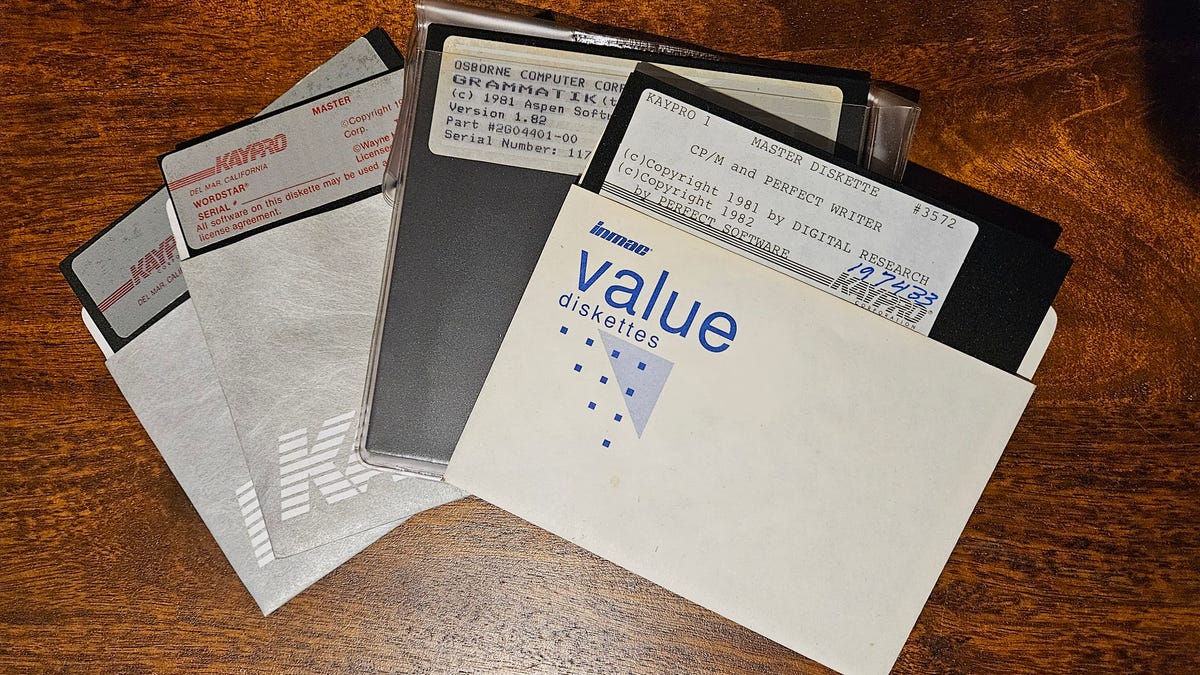 KAYPRO
DEL MAR, CALIFORNIA
MASTER
©Copyright
Corp.
©Wayne
License
KAYPRO
DEL MAR, CALIFORNIA
WORDSTAR®
SERIAL #
All software on this diskette may be used
license agreement.
OSBORNE COMPUTER CORP
GRAMMATIK
(c) 1981 Aspen
Version 1.82
Part #2G04401-00
Serial Number: 117
KAYPRO 1 MASTER DISKETTE
CP/M and PERFECT WRITER #3572
(c)Copyright 1981 by DIGITAL RESEARCH
(c)Copyright 1982
by PERFECT SOFTWARE
197433
KAYPRO®
CORPORATION
inmac
value
diskettes